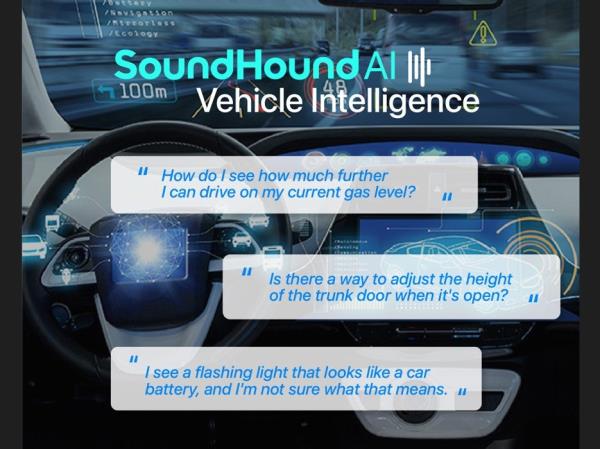 /Battery
/Navigation
/Mirrorless
/Ecology
SoundHound AI
100m
48
Vehicle Intelligence
" How do I see how much further
I can drive on my current gas level? "
" Is there a way to adjust the height
of the trunk door when it's open? "
" I see a flashing light that looks like a car
battery, and I'm not sure what that means. "